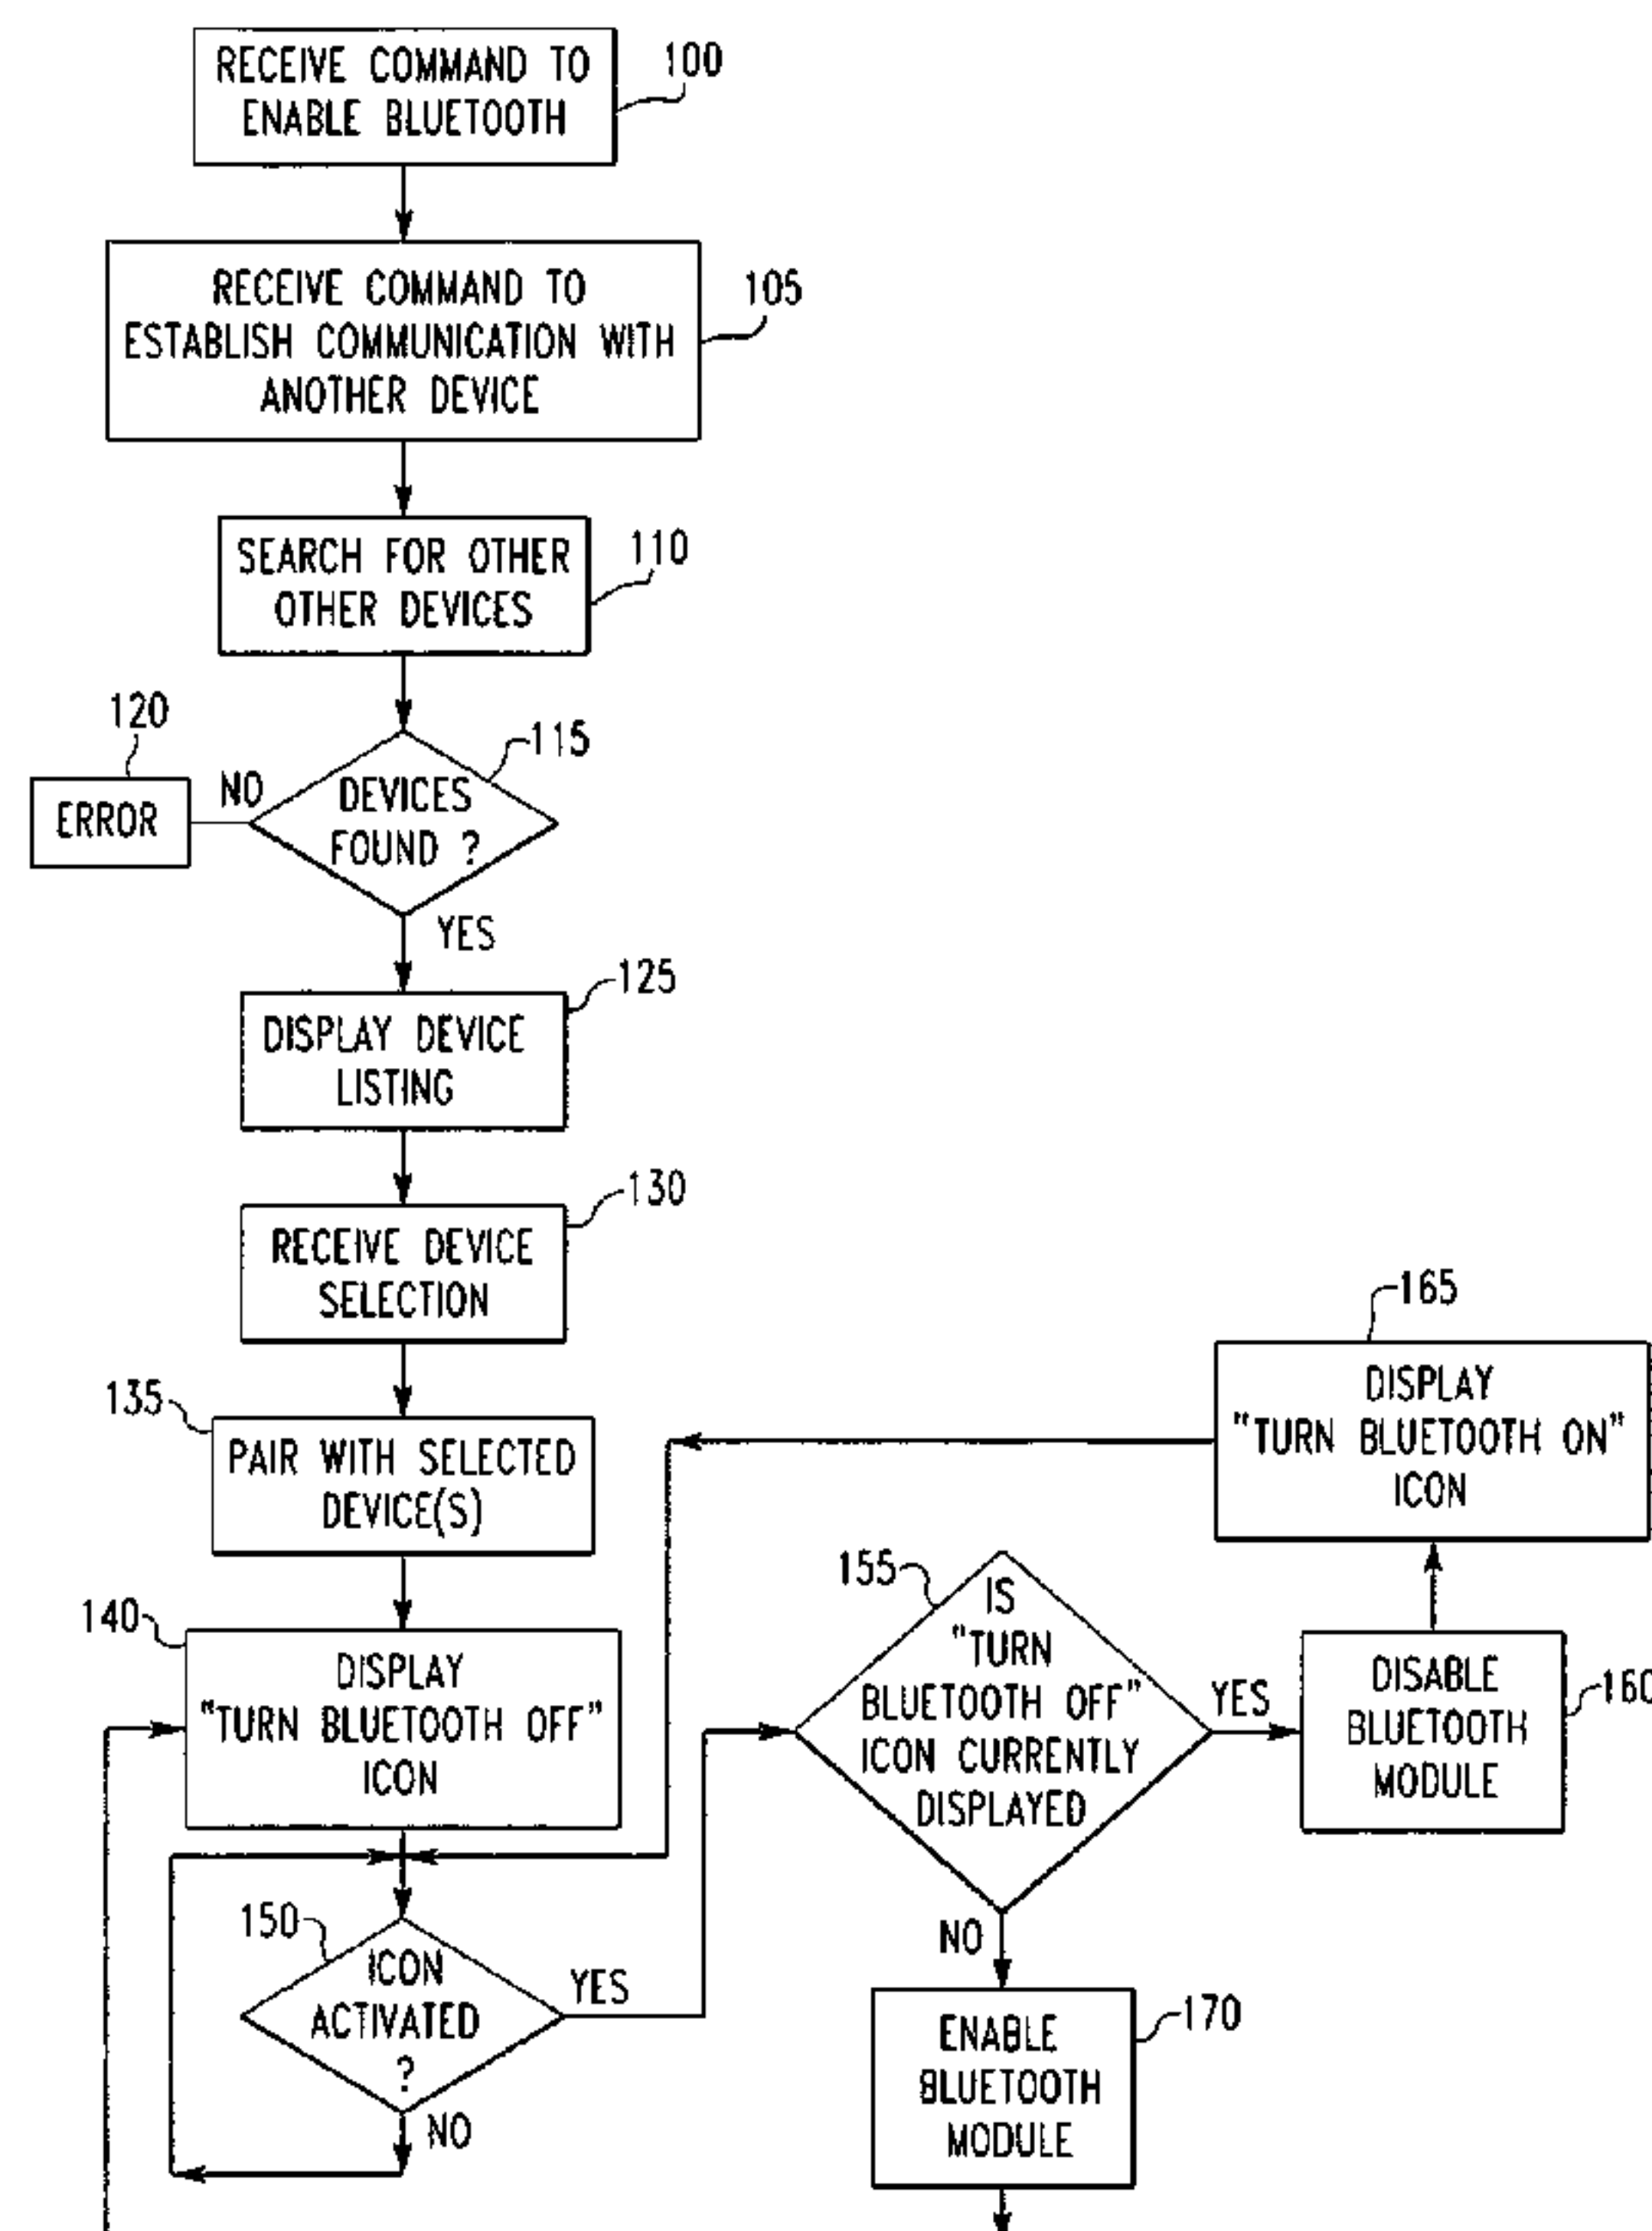 RECEIVE COMMAND TO
ENABLE BLUETOOTH
100
RECEIVE COMMAND TO
ESTABLISH COMMUNICATION WITH
ANOTHER DEVICE
105
SEARCH FOR OTHER
OTHER DEVICES
110
120
ERROR
NO
DEVICES
FOUND ?
115
YES
DISPLAY DEVICE
LISTING
125
RECEIVE DEVICE
SELECTION
130
135
PAIR WITH SELECTED
DEVICE(S)
140
DISPLAY
"TURN BLUETOOTH OFF"
ICON
150
ICON
ACTIVATED
?
YES
NO
155
IS
"TURN
BLUETOOTH OFF"
ICON CURRENTLY
DISPLAYED
YES
DISABLE
BLUETOOTH
MODULE
160
165
DISPLAY
"TURN BLUETOOTH ON"
ICON
NO
ENABLE
BLUETOOTH
MODULE
170